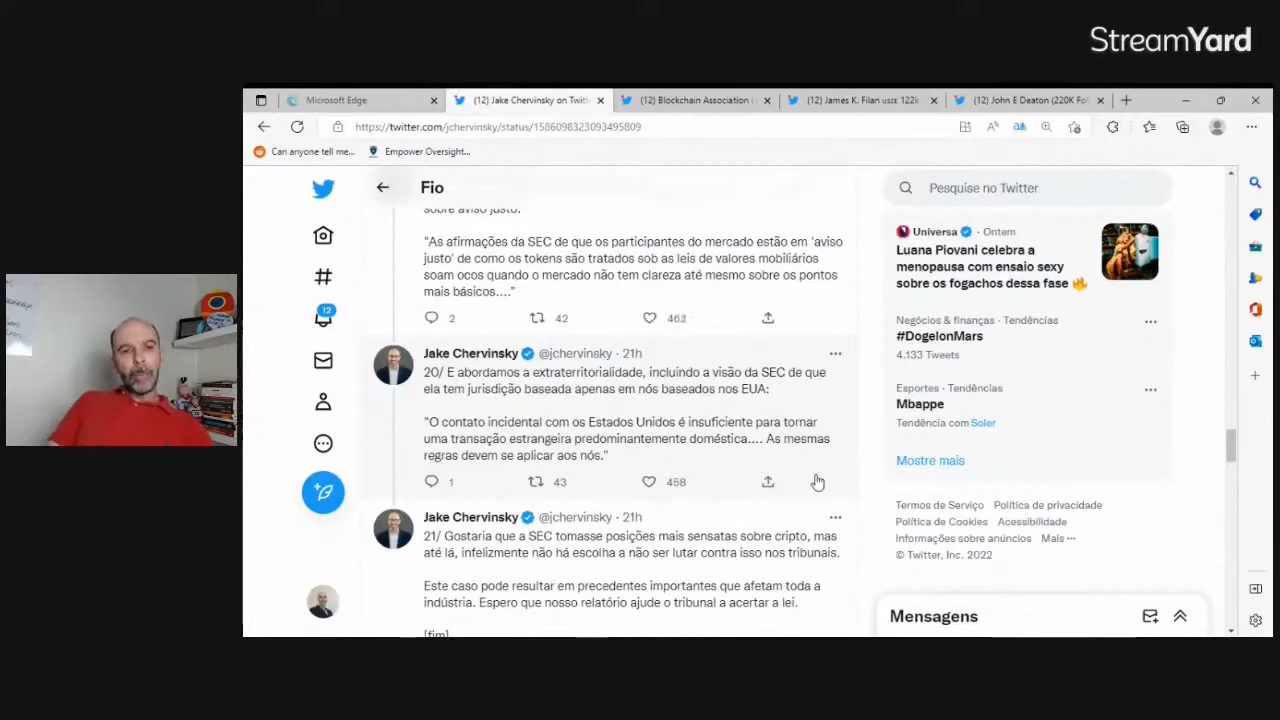 StreamYard
Microsoft Edge
(12) Jake Chervinsky on Twitt
(12) Blockchain Association
(12) James K. Filan 122k
(12) John E Deaton (220K Fol
https://twitter.com/jchervinsky/status/1586098323093495809
Can anyone tell me...
Empower Oversight...
Fio
Pesquise no Twitter
sobre aviso justo.
"As afirmações da SEC de que os participantes do mercado estão em 'aviso
justo' de como os tokens são tratados sob as leis de valores mobiliários
soam ocos quando o mercado não tem clareza até mesmo sobre os pontos
mais básicos...."
2 42
Jake Chervinsky @jchervinsky · 21h
20/ E abordamos a extraterritorialidade, incluindo a visão da SEC de que
ela tem jurisdição baseada apenas em nós baseados nos EUA:
"O contato incidental com os Estados Unidos é insuficiente para tornar
uma transação estrangeira predominantemente doméstica.... As mesmas
regras devem se aplicar aos nós."
1 43 458
Jake Chervinsky @jchervinsky · 21h
21/ Gostaria que a SEC tomasse posições mais sensatas sobre cripto, mas
até lá, infelizmente não há escolha a não ser lutar contra isso nos tribunais.
Este caso pode resultar em precedentes importantes que afetam toda a
indústria. Espero que nosso relatório ajude o tribunal a acertar a lei.
[fim]
12
Universa · Ontem
Luana Piovani celebra a
menopausa com ensaio sexy
sobre os fogachos dessa fase 🔥
Negócios & finanças · Tendências
#DogelonMars
4.133 Tweets
Esportes · Tendências
Mbappe
Tendência com Soler
Mostre mais
Termos de Serviço Política de privacidade
Política de Cookies Acessibilidade
Informações sobre anúncios Mais ···
© Twitter, Inc. 2022
Mensagens